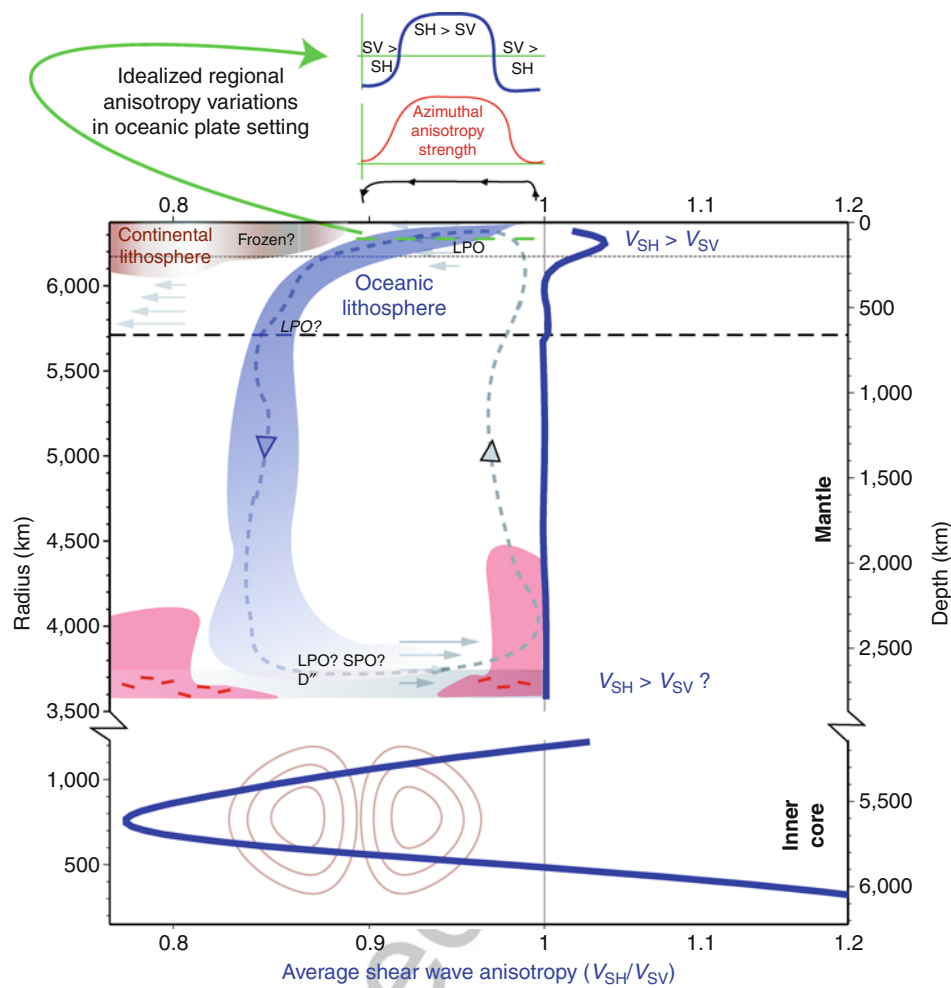 SH > SV
SV >
SH
SV >
SH
Idealized regional
anisotropy variations
in oceanic plate setting
Azimuthal
anisotropy
strength
0.8
0.9
1
1.1
1.2
Continental
lithosphere
Frozen?
LPO
V_SH > V_SV
Oceanic
lithosphere
LPO?
LPO? SPO?
D″
V_SH > V_SV ?
Mantle
Inner
core
Radius (km)
6,000
5,500
5,000
4,500
4,000
3,500
1,000
500
Depth (km)
0
500
1,000
1,500
2,000
2,500
5,500
6,000
0.8
0.9
1
1.1
1.2
Average shear wave anisotropy (V_SH/V_SV)